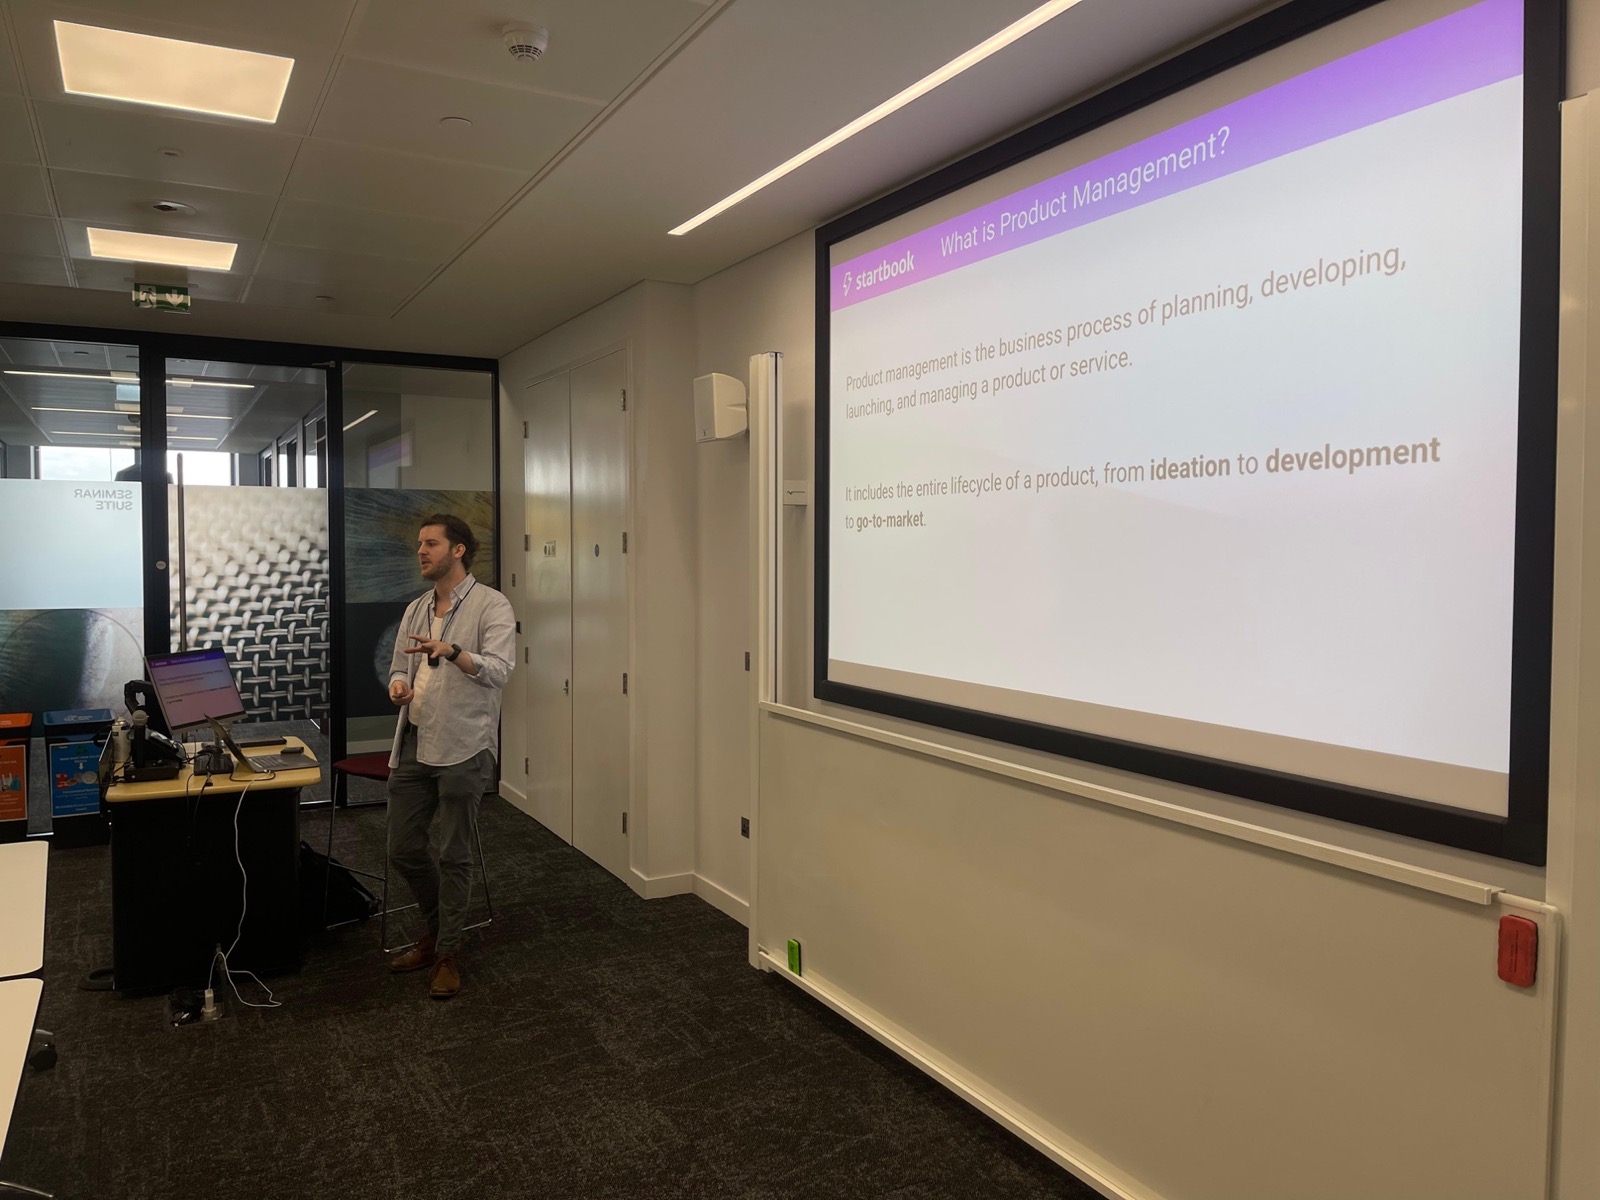 startbook
What is Product Management?
Product management is the business process of planning, developing,
launching, and managing a product or service.
It includes the entire lifecycle of a product, from ideation to development
to go-to-market.
SEMINAR
SUITE